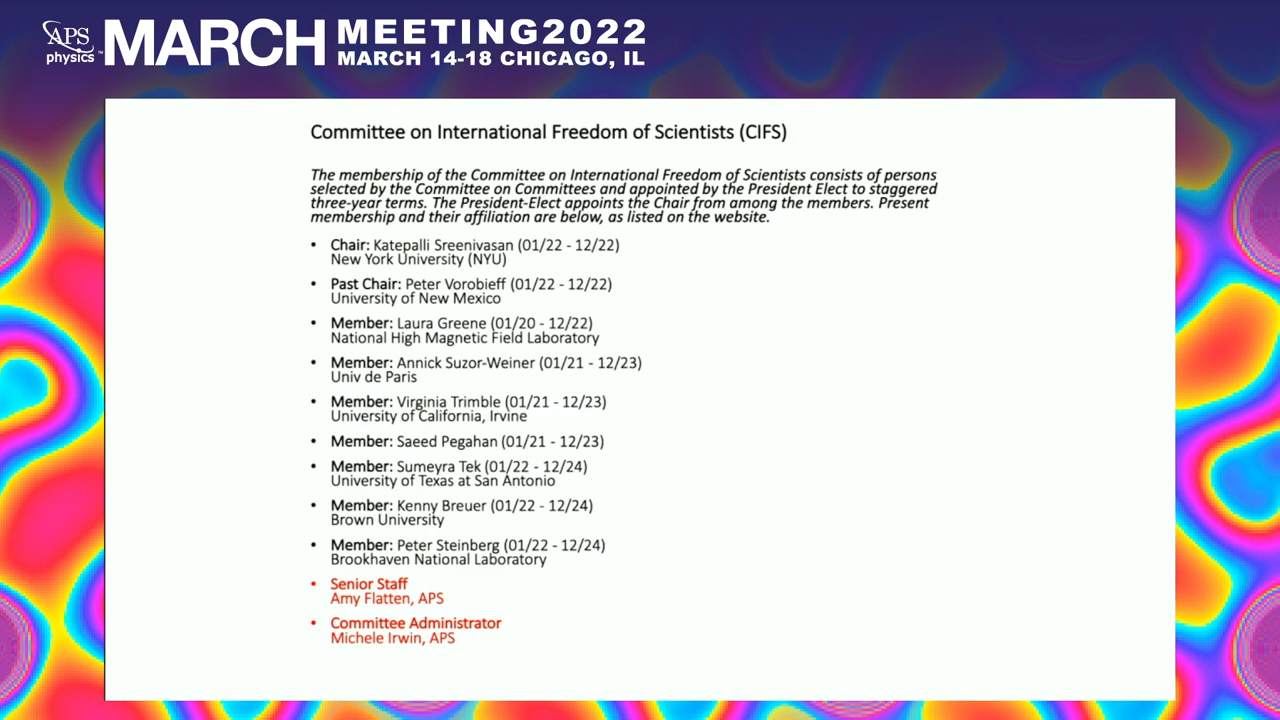 APS
physics™
MARCH
MEETING2022
MARCH 14-18 CHICAGO, IL
Committee on International Freedom of Scientists (CIFS)
The membership of the Committee on International Freedom of Scientists consists of persons
selected by the Committee on Committees and appointed by the President Elect to staggered
three-year terms. The President-Elect appoints the Chair from among the members. Present
membership and their affiliation are below, as listed on the website.
• Chair: Katepalli Sreenivasan (01/22 - 12/22)
New York University (NYU)
• Past Chair: Peter Vorobieff (01/22 - 12/22)
University of New Mexico
• Member: Laura Greene (01/20 - 12/22)
National High Magnetic Field Laboratory
• Member: Annick Suzor-Weiner (01/21 - 12/23)
Univ de Paris
• Member: Virginia Trimble (01/21 - 12/23)
University of California, Irvine
• Member: Saeed Pegahan (01/21 - 12/23)
• Member: Sumeyra Tek (01/22 - 12/24)
University of Texas at San Antonio
• Member: Kenny Breuer (01/22 - 12/24)
Brown University
• Member: Peter Steinberg (01/22 - 12/24)
Brookhaven National Laboratory
• Senior Staff
Amy Flatten, APS
• Committee Administrator
Michele Irwin, APS